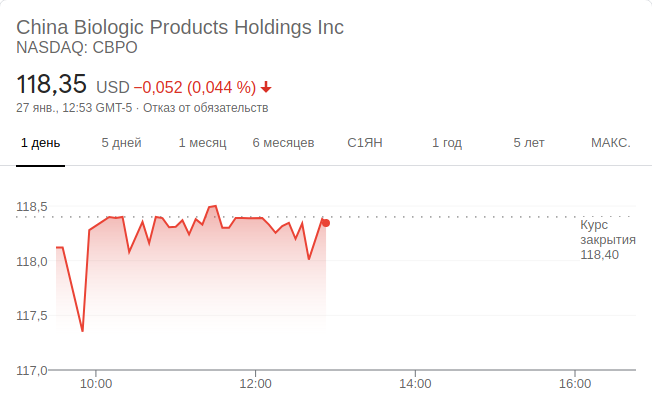 China Biologic Products Holdings Inc
NASDAQ: CBPO
118,35 USD −0,052 (0,044 %)
27 янв., 12:53 GMT-5 · Отказ от обязательств
1 день 5 дней 1 месяц 6 месяцев С1ЯН 1 год 5 лет МАКС.
118,5
Курс
закрытия
118,40
118,0
117,5
117,0
10:00 12:00 14:00 16:00